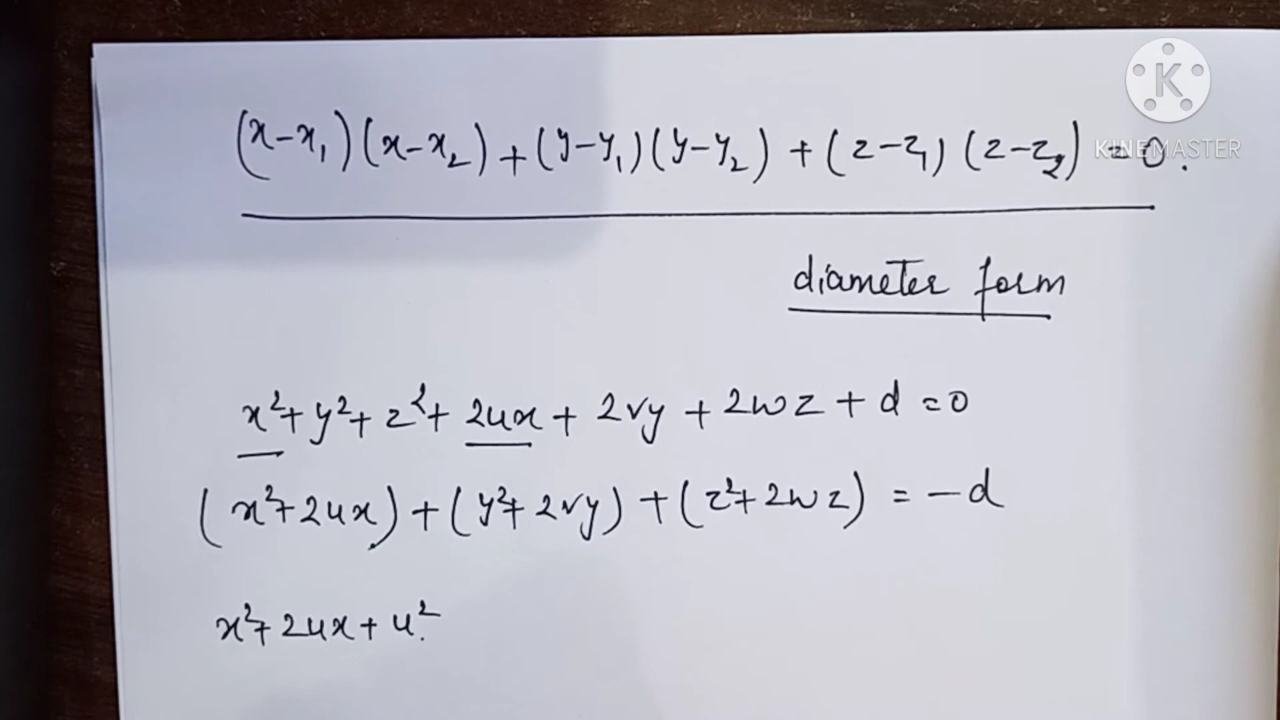 (x-x₁)(x-x₂)+(y-y₁)(y-y₂)+(z-z₁)(z-z₂)=0.
K
KINEMASTER
diameter form
x²+y²+z²+2ux+2vy+2wz+d=0
(x²+2ux)+(y²+2vy)+(z²+2wz)=-d
x²+2ux+u².